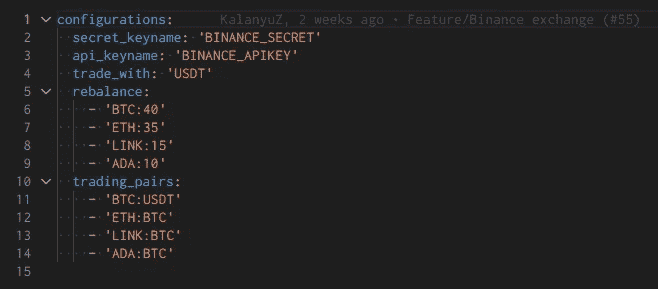 1 configurations: KalanyuZ, 2 weeks ago • Feature/Binance exchange (#55)
2 secret_keyname: 'BINANCE_SECRET'
3 api_keyname: 'BINANCE_APIKEY'
4 trade_with: 'USDT'
5 rebalance:
6 - 'BTC:40'
7 - 'ETH:35'
8 - 'LINK:15'
9 - 'ADA:10'
10 trading_pairs:
11 - 'BTC:USDT'
12 - 'ETH:BTC'
13 - 'LINK:BTC'
14 - 'ADA:BTC'
15